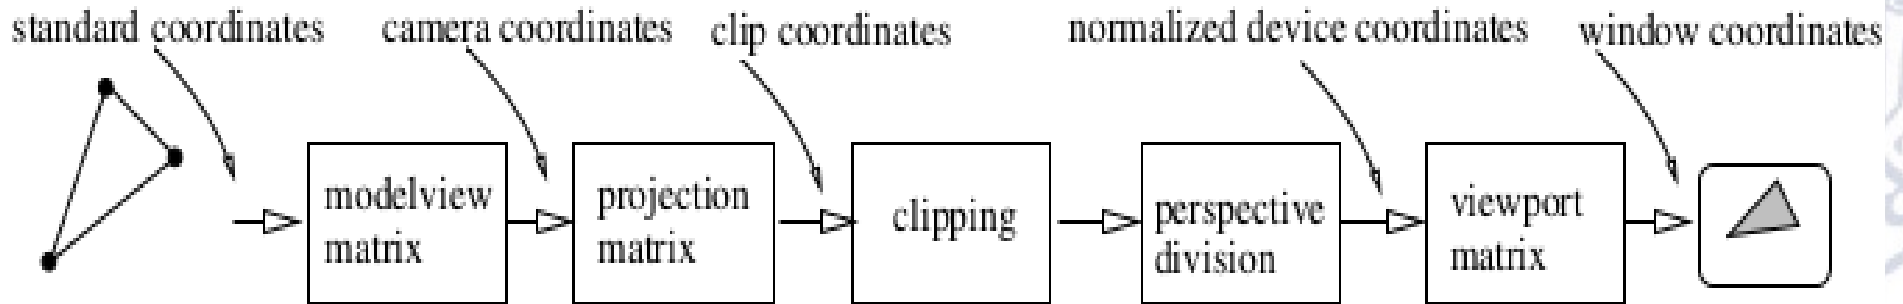 standard coordinates
camera coordinates
clip coordinates
normalized device coordinates
window coordinates
modelview
matrix
projection
matrix
clipping
perspective
division
viewport
matrix